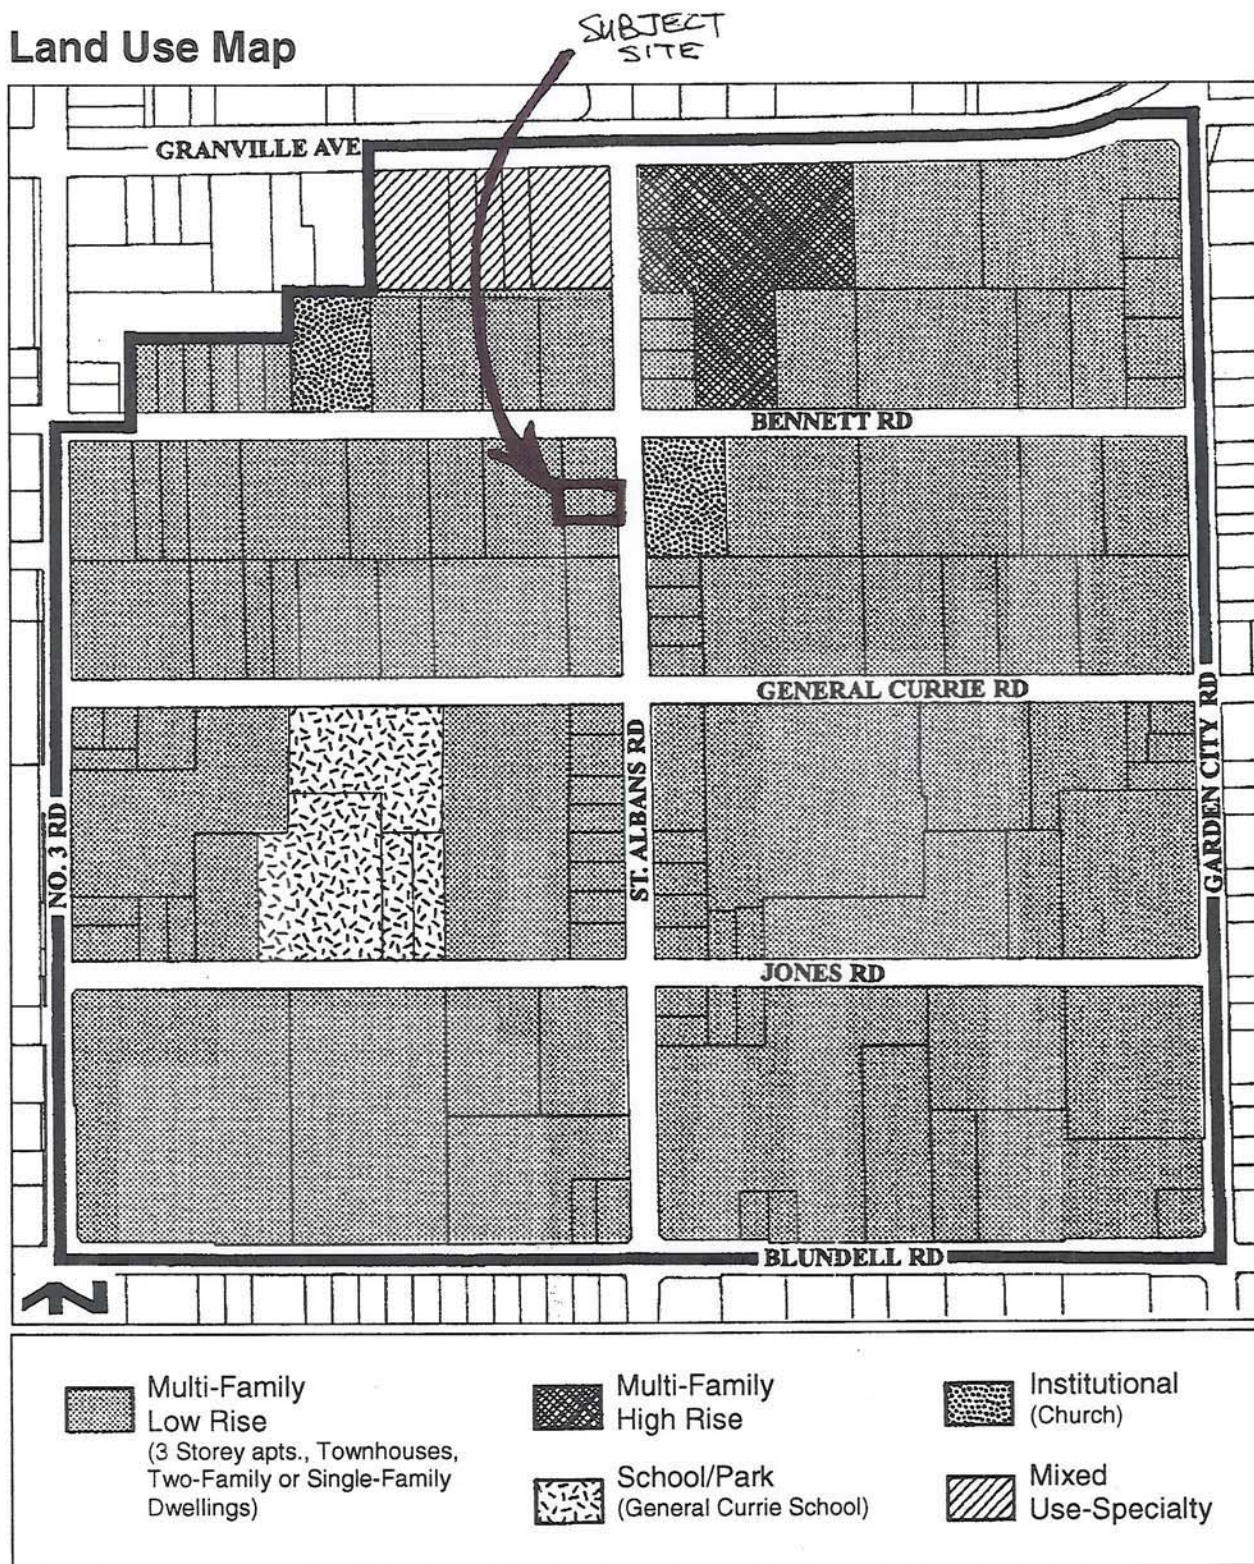 SUBJECT
SITE
Land Use Map
GRANVILLE AVE
BENNETT RD
GENERAL CURRIE RD
NO. 3 RD
ST. ALBANS RD
GARDEN CITY RD
JONES RD
BLUNDELL RD
N
Multi-Family
Low Rise
(3 Storey apts., Townhouses,
Two-Family or Single-Family
Dwellings)
Multi-Family
High Rise
School/Park
(General Currie School)
Institutional
(Church)
Mixed
Use-Specialty